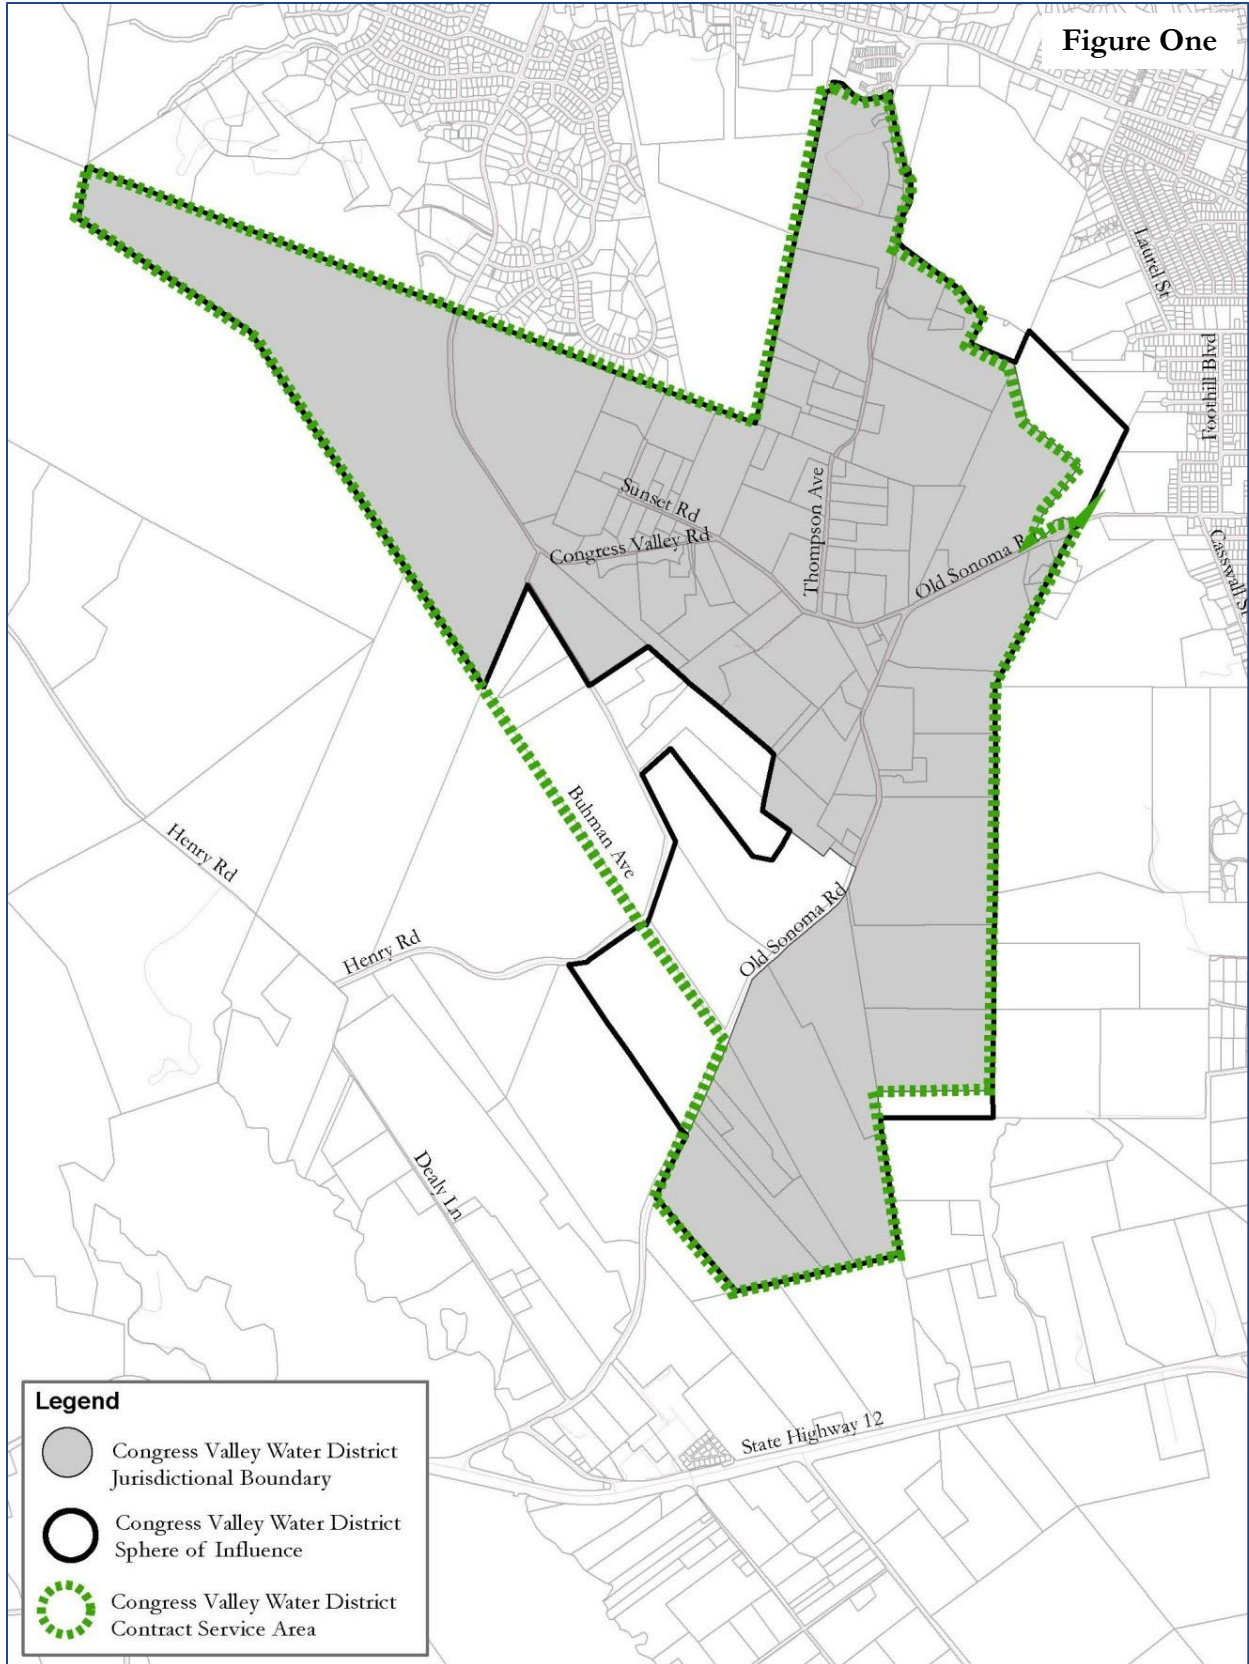 Figure One
Laurel St
Foothill Blvd
Sunset Rd
Congress Valley Rd
Thompson Ave
Old Sonoma R
Casswall St
Buhman Ave
Henry Rd
Old Sonoma Rd
Henry Rd
Dealy Ln
State Highway 12
Legend
Congress Valley Water District
Jurisdictional Boundary
Congress Valley Water District
Sphere of Influence
Congress Valley Water District
Contract Service Area